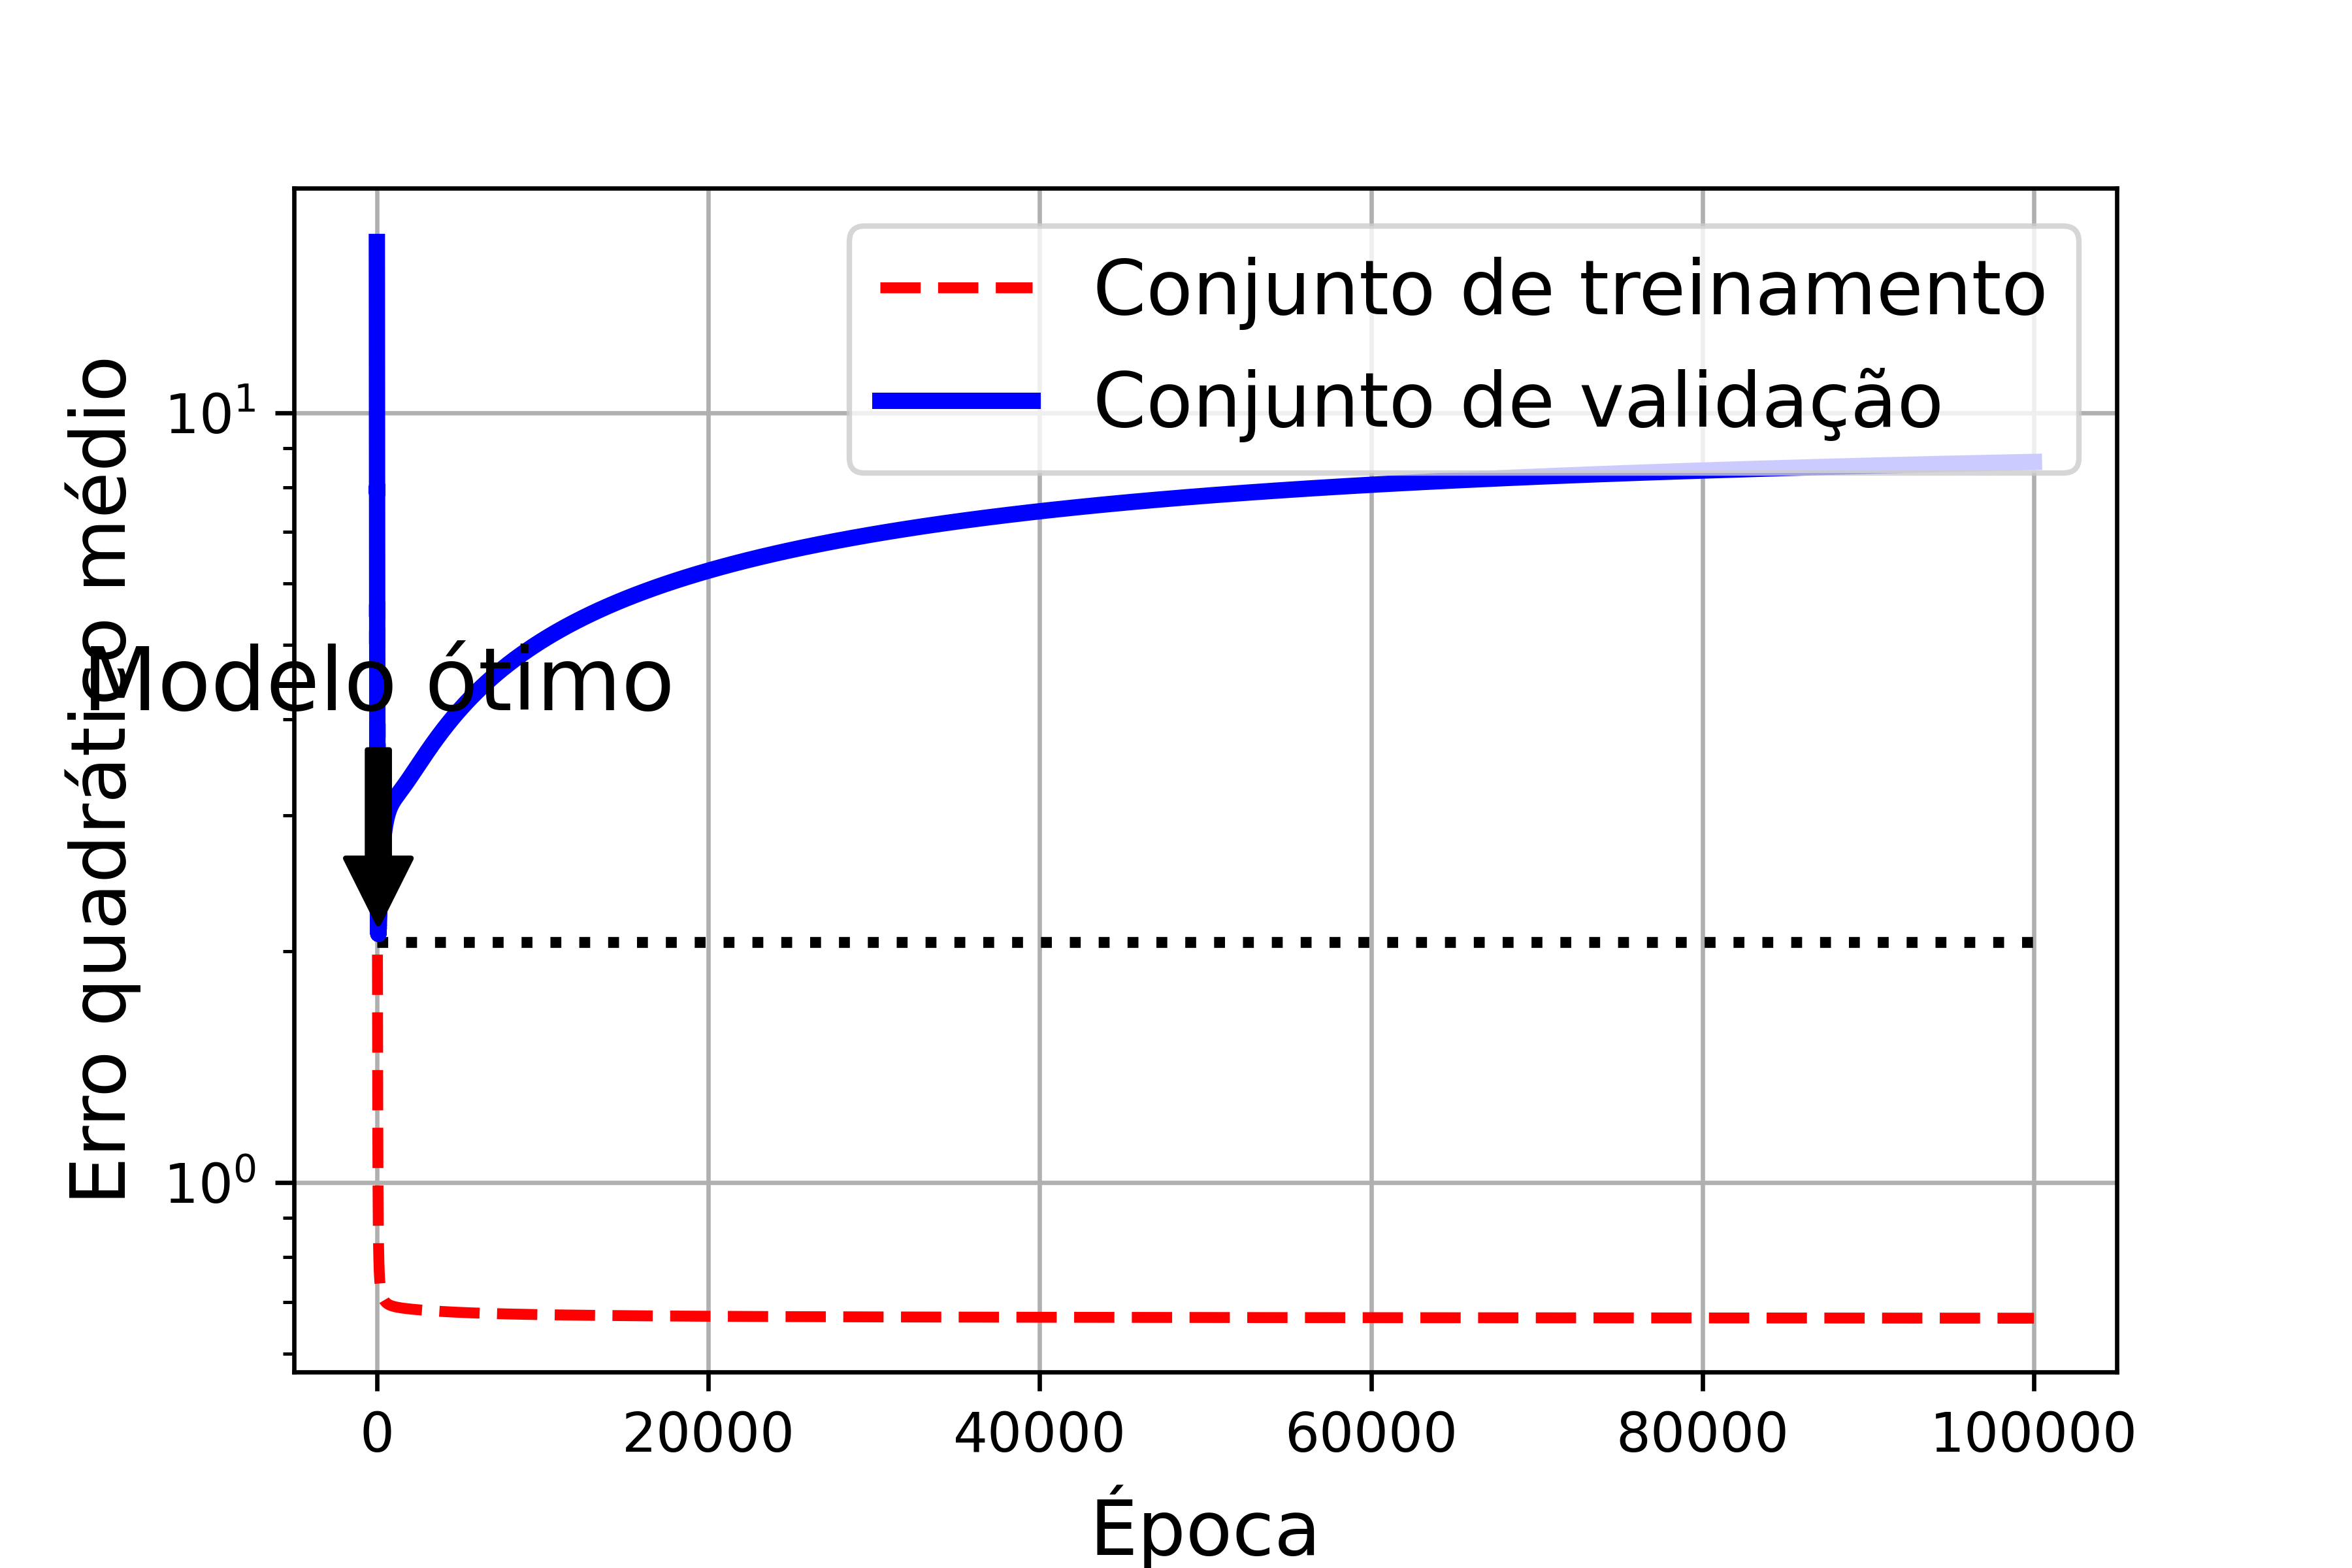 Conjunto de treinamento
Conjunto de validação
Erro quadrático médio
10¹
Modelo ótimo
10⁰
0 20000 40000 60000 80000 100000
Época